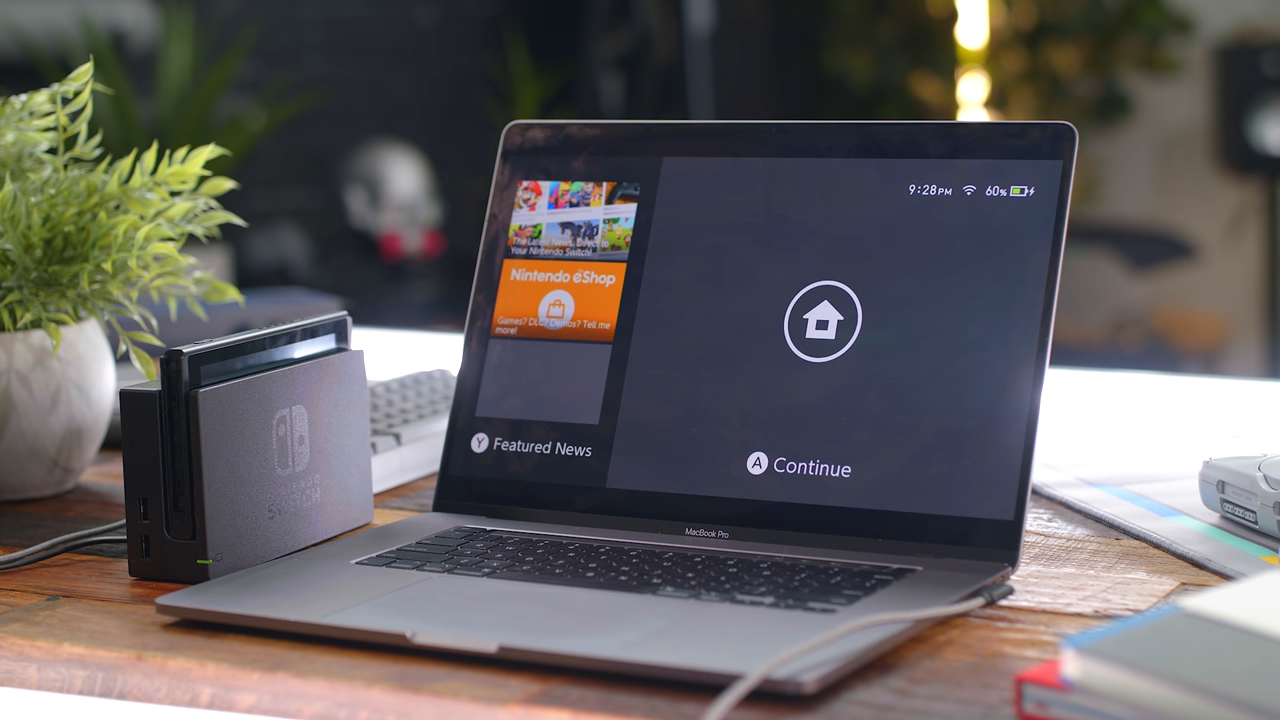 9:28PM 60%
The Latest News, Direct to
Your Nintendo Switch!
Nintendo eShop
Games? DLC? Demos? Tell me
more!
Y Featured News
A Continue
MacBook Pro
SWITCH